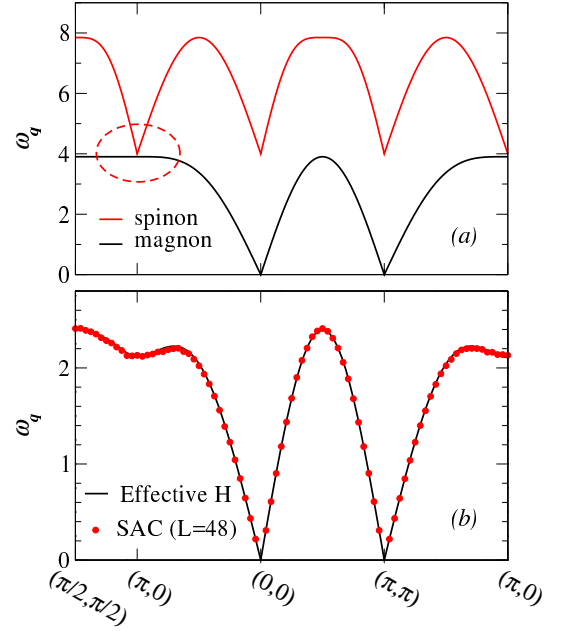 8
6
ω_q
4
2
0
spinon
magnon
(a)
2
ω_q
1
0
Effective H
SAC (L=48)
(b)
(π/2,π/2)
(π,0)
(0,0)
(π,π)
(π,0)